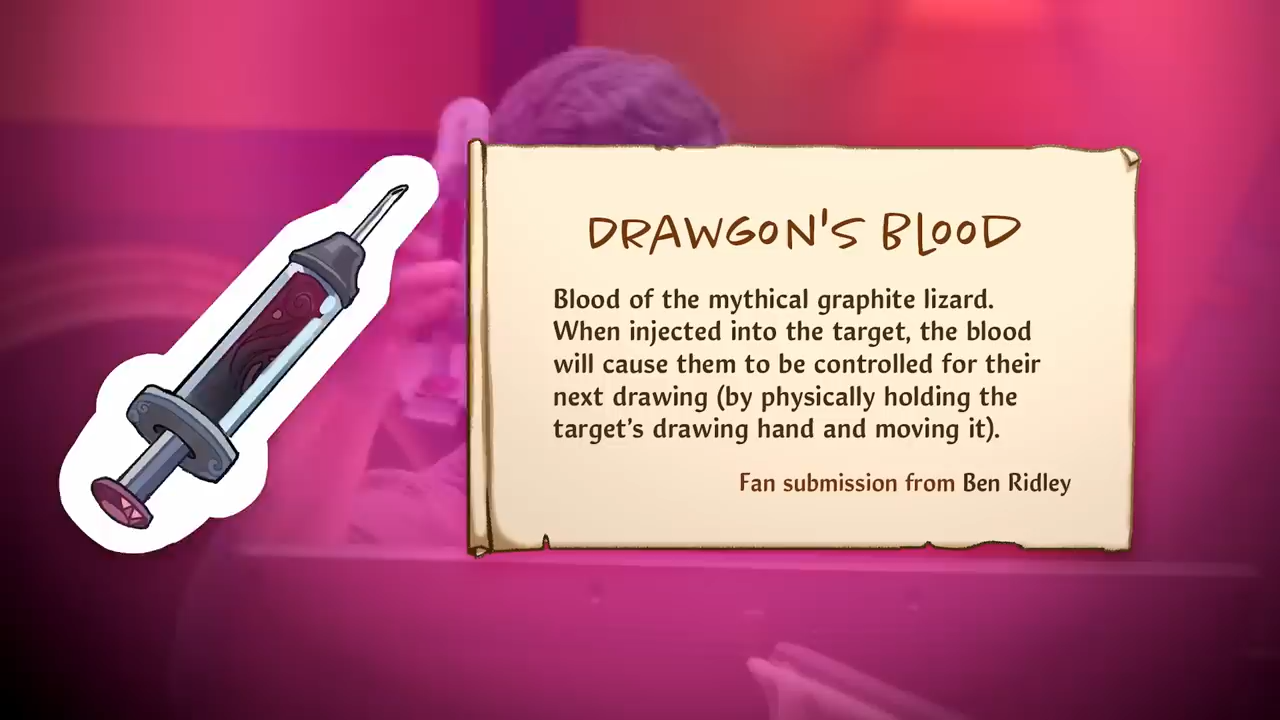 DRAWGON'S BLOOD
Blood of the mythical graphite lizard.
When injected into the target, the blood
will cause them to be controlled for their
next drawing (by physically holding the
target's drawing hand and moving it).
Fan submission from Ben Ridley